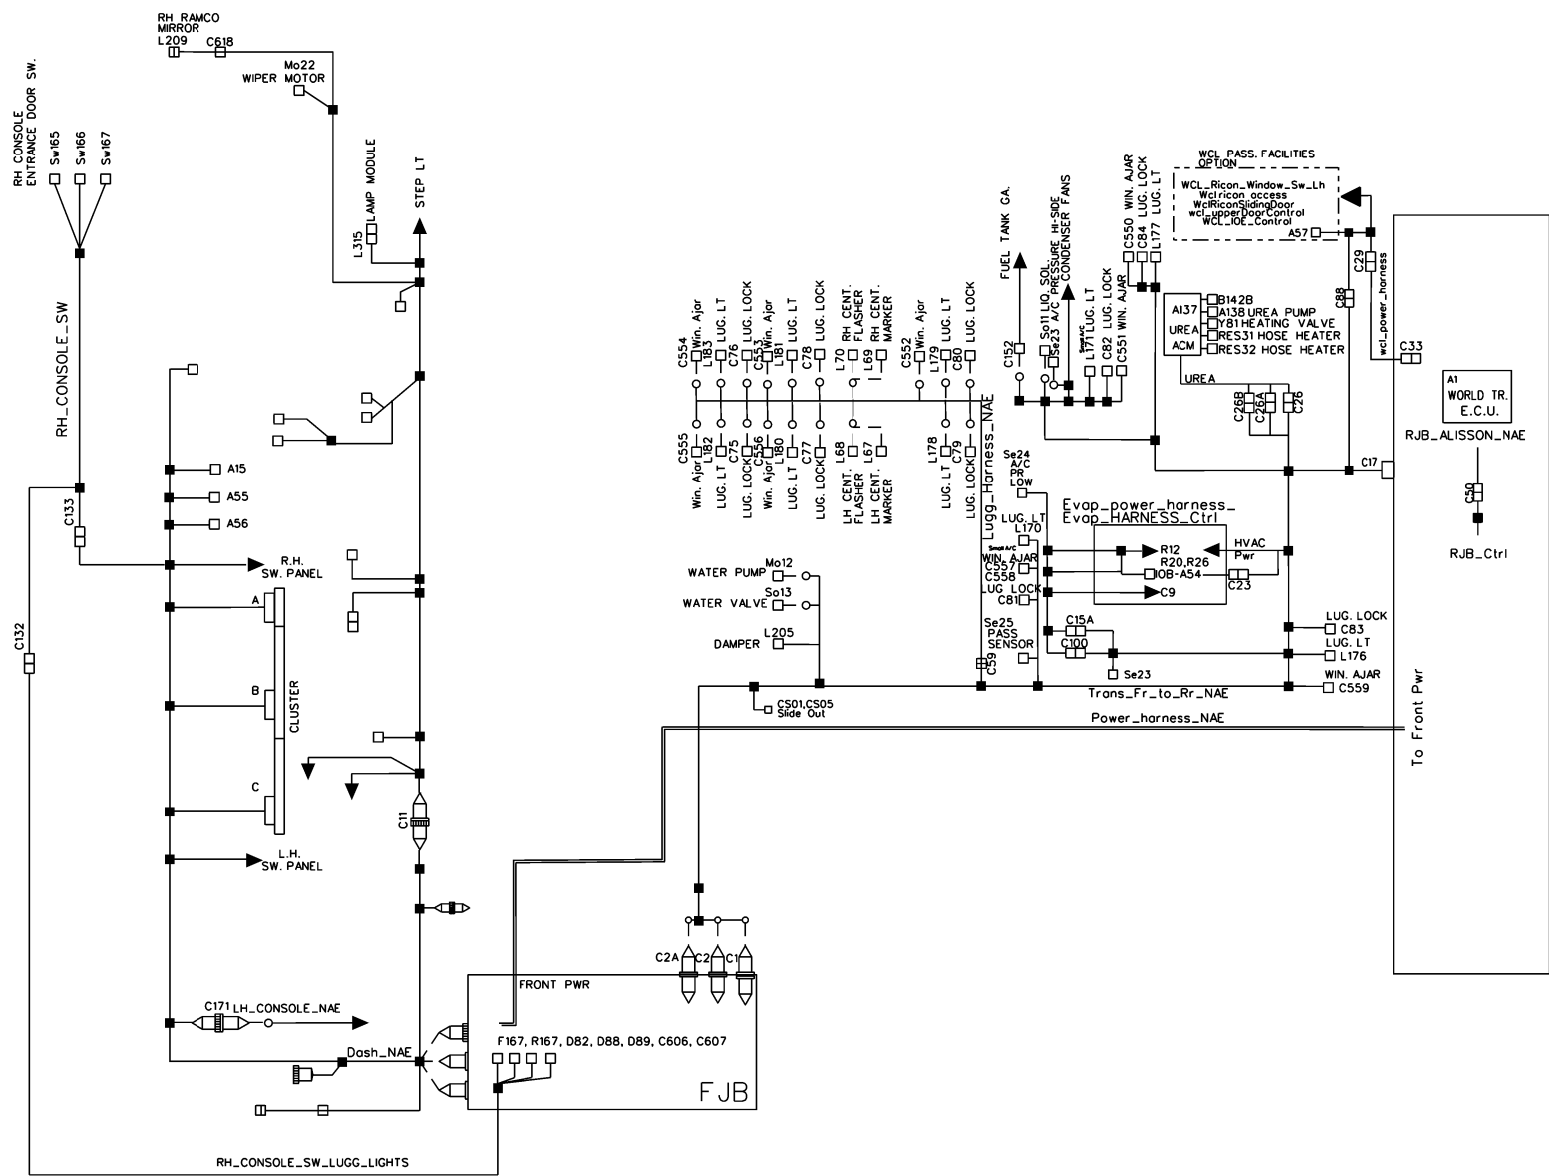 RH RAMCO
MIRROR
L209
C618
Mo22
WIPER MOTOR
RH CONSOLE
ENTRANCE DOOR SW.
Sw165
Sw166
Sw167
LAMP MODULE
L315
STEP LT
RH_CONSOLE_SW
C133
C132
A15
A55
A56
R.H.
SW. PANEL
A
B
C
CLUSTER
L.H.
SW. PANEL
C11
C171
LH_CONSOLE_NAE
Dash_NAE
RH_CONSOLE_SW_LUGG_LIGHTS
FRONT PWR
F167, R167, D82, D88, D89, C606, C607
FJB
C2A
C2
C1
C554 Win. Ajar
L183 LUG. LT
C76 LUG. LOCK
C553 Win. Ajar
L181 LUG. LT
C78 LUG. LOCK
L70 RH CENT.
FLASHER
L69 RH CENT.
MARKER
C552 Win. Ajar
L179 LUG. LT
C80 LUG. LOCK
Win. Ajar C555
LUG. LT L182
LUG. LOCK C75
Win. Ajar C556
LUG. LT L180
LUG. LOCK C77
LH CENT.
FLASHER L68
LH CENT.
MARKER L67
LUG. LT L178
LUG. LOCK C79
Lugg_Harness_NAE
WATER PUMP
Mo12
WATER VALVE
So13
DAMPER
L205
CS01,CS05
Slide Out
C59
FUEL TANK GA.
C152
So11 LIQ. SOL.
Se23 A/C PRESSURE HI-SIDE
CONDENSER FANS
Small A/C
L171 LUG. LT
C82 LUG. LOCK
C551 WIN. AJAR
C550 WIN. AJAR
C84 LUG. LOCK
L177 LUG. LT
Se24
A/C
PR
LOW
LUG. LT
L170
Small A/C
WIN. AJAR
C557
C558
LUG LOCK
C81
Se25
PASS
SENSOR
Evap_power_harness_
Evap_HARNESS_Ctrl
R12
R20,R26
IOB-A54
C9
HVAC
Pwr
C23
C15A
C100
Se23
Trans_Fr_to_Rr_NAE
Power_harness_NAE
LUG. LOCK
C83
LUG. LT
L176
WIN. AJAR
C559
WCL PASS. FACILITIES
OPTION
WCL_Ricon_Window_Sw_Lh
Wclricon access
WclRiconSlidingDoor
wcl_upperDoorControl
WCL_IOE_Control
A57
A137
UREA
ACM
B142B
A138 UREA PUMP
Y81 HEATING VALVE
RES31 HOSE HEATER
RES32 HOSE HEATER
UREA
C26B
C26A
C26
C88
C29
wcl_power_harness
C33
C17
A1
WORLD TR.
E.C.U.
RJB_ALISSON_NAE
C50
RJB_Ctrl
To Front Pwr